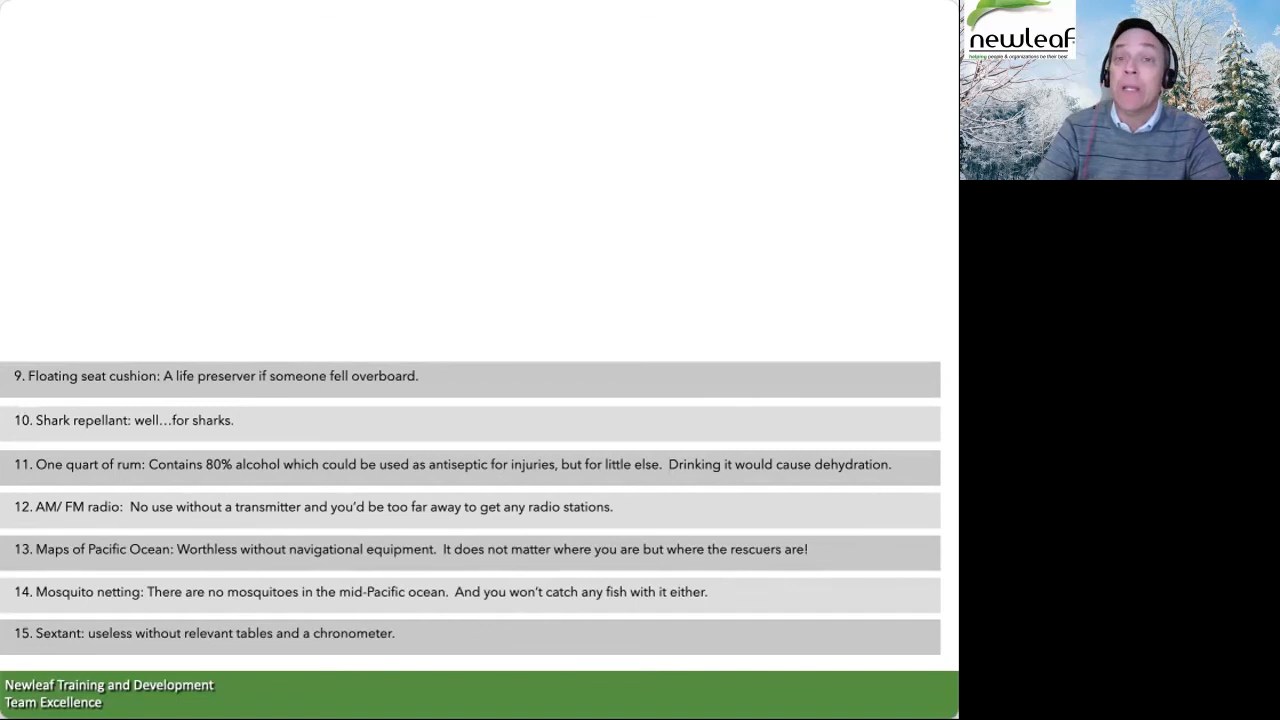 newleaf
helping people & organizations be their best
9. Floating seat cushion: A life preserver if someone fell overboard.
10. Shark repellant: well…for sharks.
11. One quart of rum: Contains 80% alcohol which could be used as antiseptic for injuries, but for little else.  Drinking it would cause dehydration.
12. AM/ FM radio:  No use without a transmitter and you’d be too far away to get any radio stations.
13. Maps of Pacific Ocean: Worthless without navigational equipment.  It does not matter where you are but where the rescuers are!
14. Mosquito netting: There are no mosquitoes in the mid-Pacific ocean.  And you won’t catch any fish with it either.
15. Sextant: useless without relevant tables and a chronometer.
Newleaf Training and Development
Team Excellence